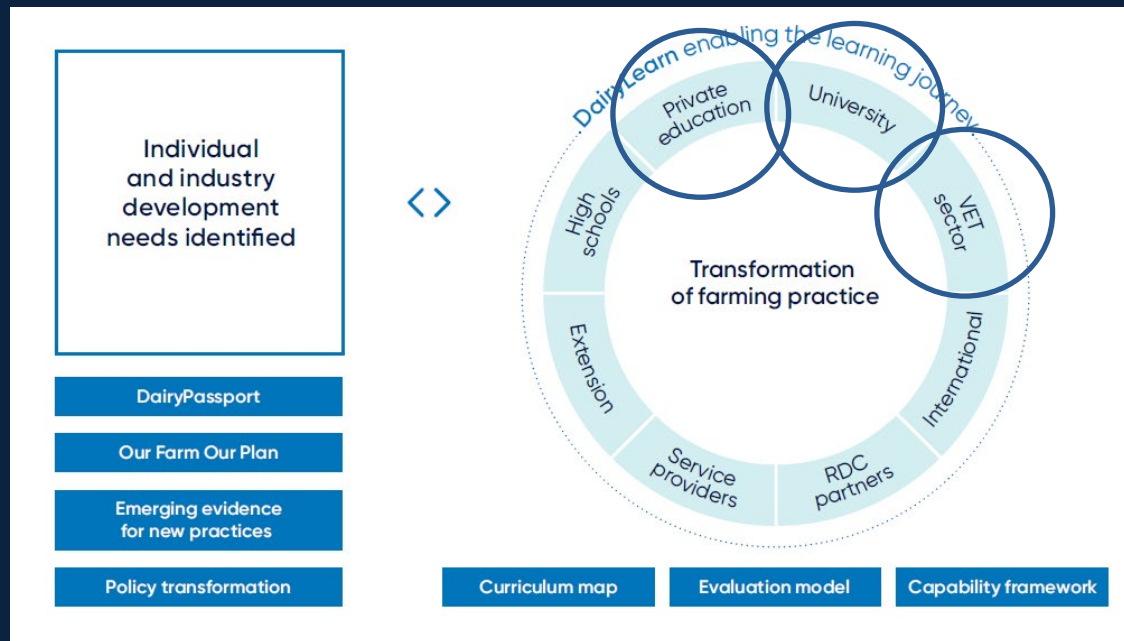 Individual
and industry
development
needs identified
DairyPassport
Our Farm Our Plan
Emerging evidence
for new practices
Policy transformation
DairyLearn enabling the learning journey
Private
education
University
VET
sector
International
RDC
partners
Service
providers
Extension
High
schools
Transformation
of farming practice
Curriculum map
Evaluation model
Capability framework